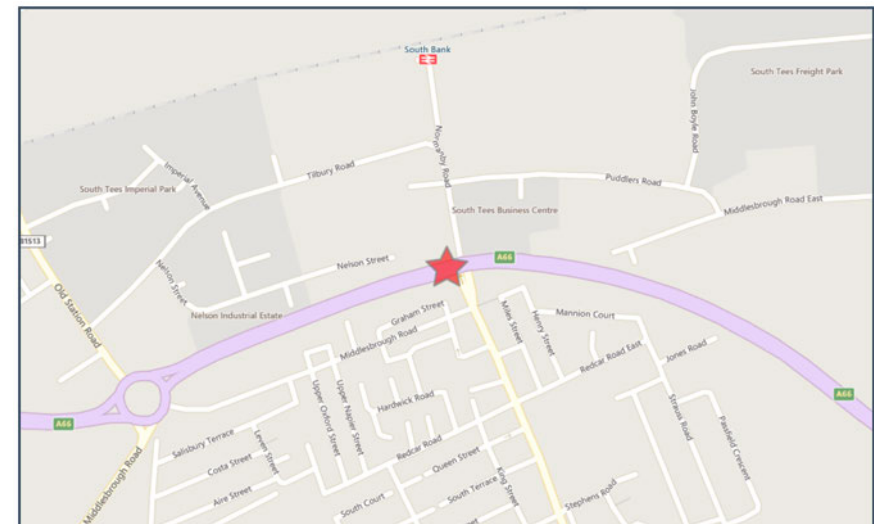 South Bank
South Tees Freight Park
John Boyle Road
Normanby Road
Imperial Avenue
Tilbury Road
South Tees Imperial Park
Puddlers Road
Middlesbrough Road East
South Tees Business Centre
B1513
Nelson Street
A66
Nelson Street
Old Station Road
Nelson Industrial Estate
Graham Street
Miles Street
Henry Street
Mannion Court
Middlesbrough Road
Redcar Road East
Jones Road
Upper Oxford Street
Upper Napier Street
Hardwick Road
A66
Strauss Road
A66
Salisbury Terrace
Leven Street
Redcar Road
Passfield Crescent
Costa Street
Queen Street
Middlesbrough Road
Aire Street
South Court
South Terrace
King Street
Stephens Road